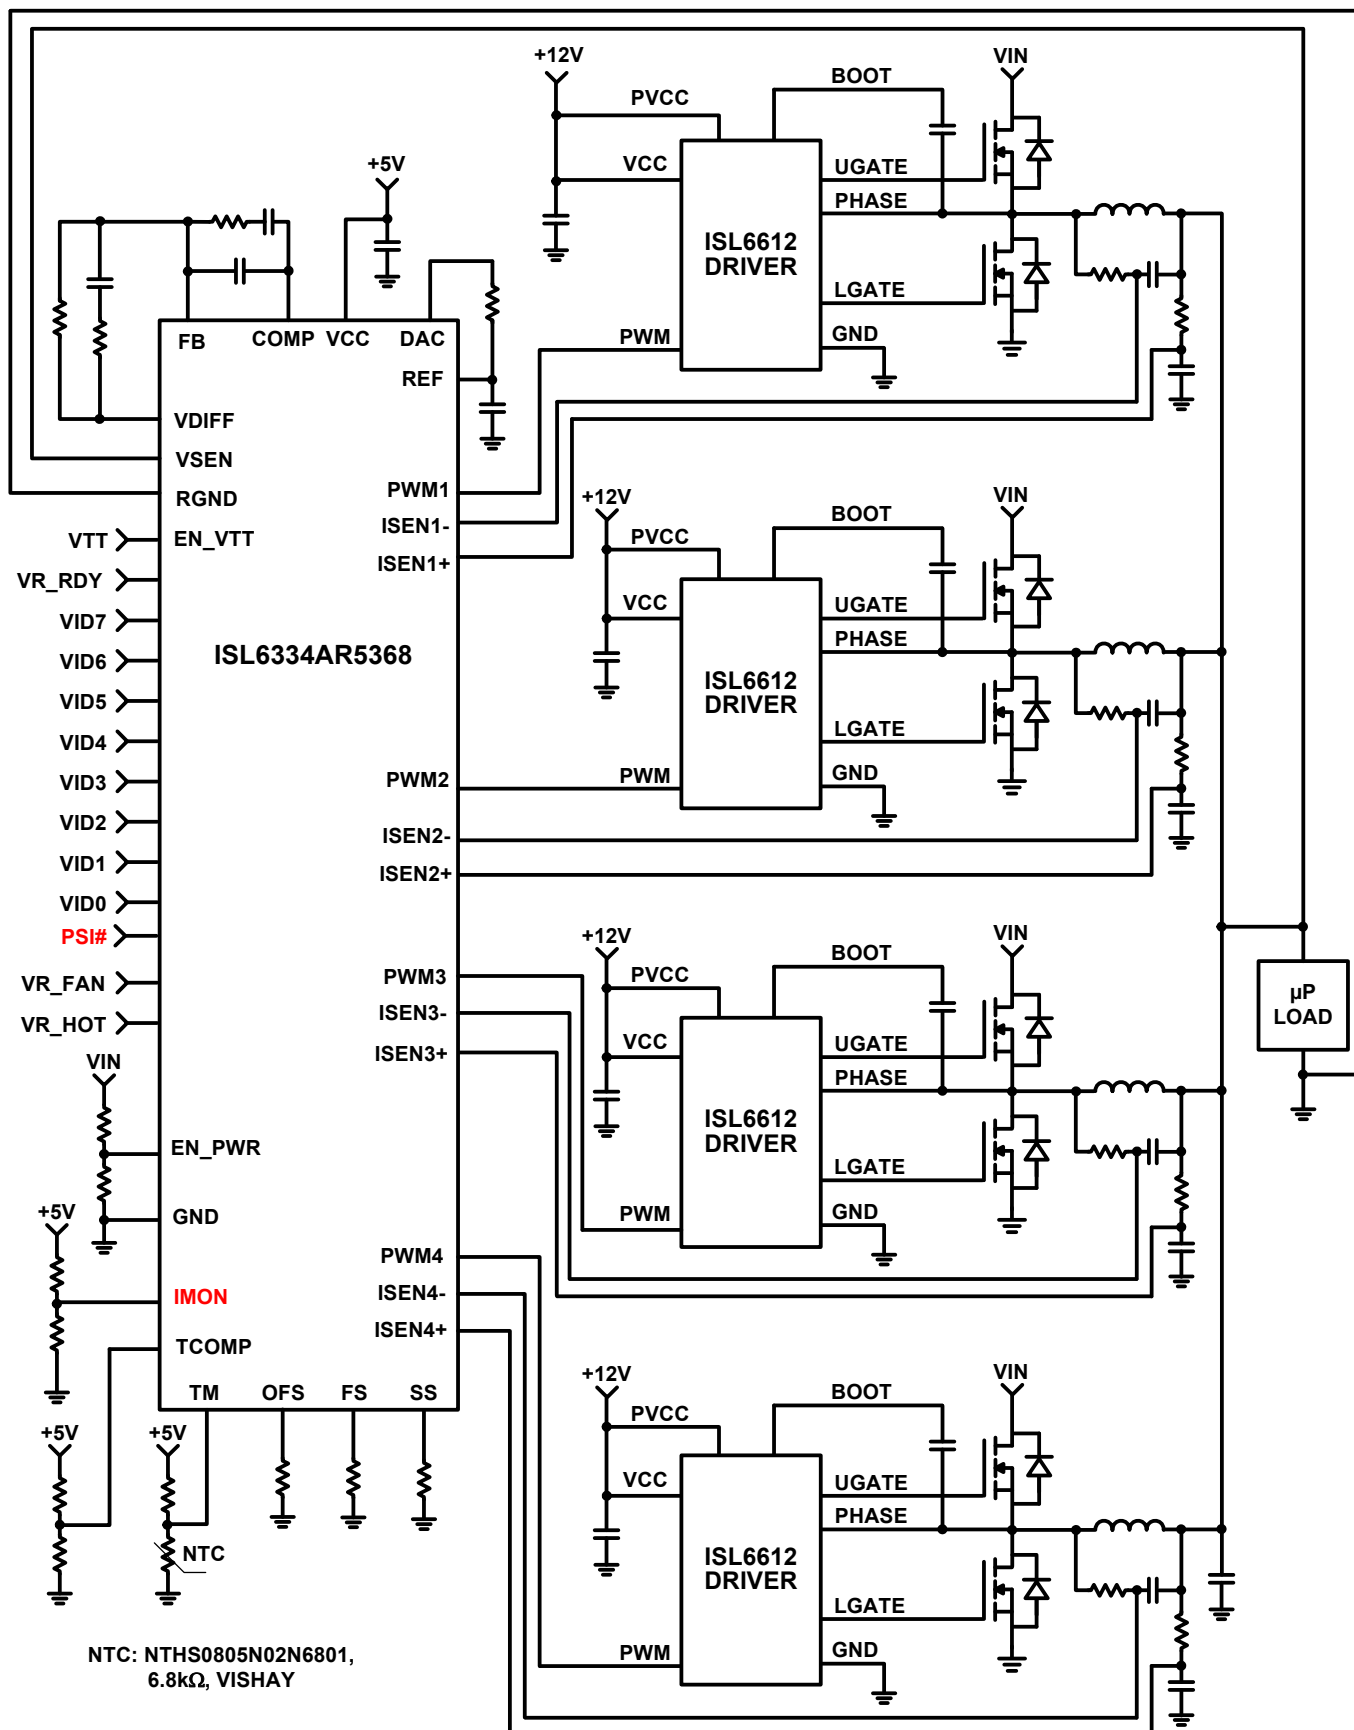 +12V
PVCC
VCC
BOOT
VIN
UGATE
PHASE
ISL6612
DRIVER
LGATE
PWM
GND
+5V
FB
COMP
VCC
DAC
REF
VDIFF
VSEN
RGND
EN_VTT
VTT
VR_RDY
VID7
VID6
VID5
VID4
VID3
VID2
VID1
VID0
PSI#
VR_FAN
VR_HOT
VIN
EN_PWR
GND
+5V
IMON
TCOMP
TM
OFS
FS
SS
ISL6334AR5368
PWM1
ISEN1-
ISEN1+
PWM2
ISEN2-
ISEN2+
PWM3
ISEN3-
ISEN3+
PWM4
ISEN4-
ISEN4+
+12V
PVCC
VCC
BOOT
VIN
UGATE
PHASE
ISL6612
DRIVER
LGATE
PWM
GND
+12V
PVCC
VCC
BOOT
VIN
UGATE
PHASE
ISL6612
DRIVER
LGATE
PWM
GND
µP
LOAD
+12V
PVCC
VCC
BOOT
VIN
UGATE
PHASE
ISL6612
DRIVER
LGATE
PWM
GND
+5V
+5V
NTC
NTC: NTHS0805N02N6801,
6.8kΩ, VISHAY